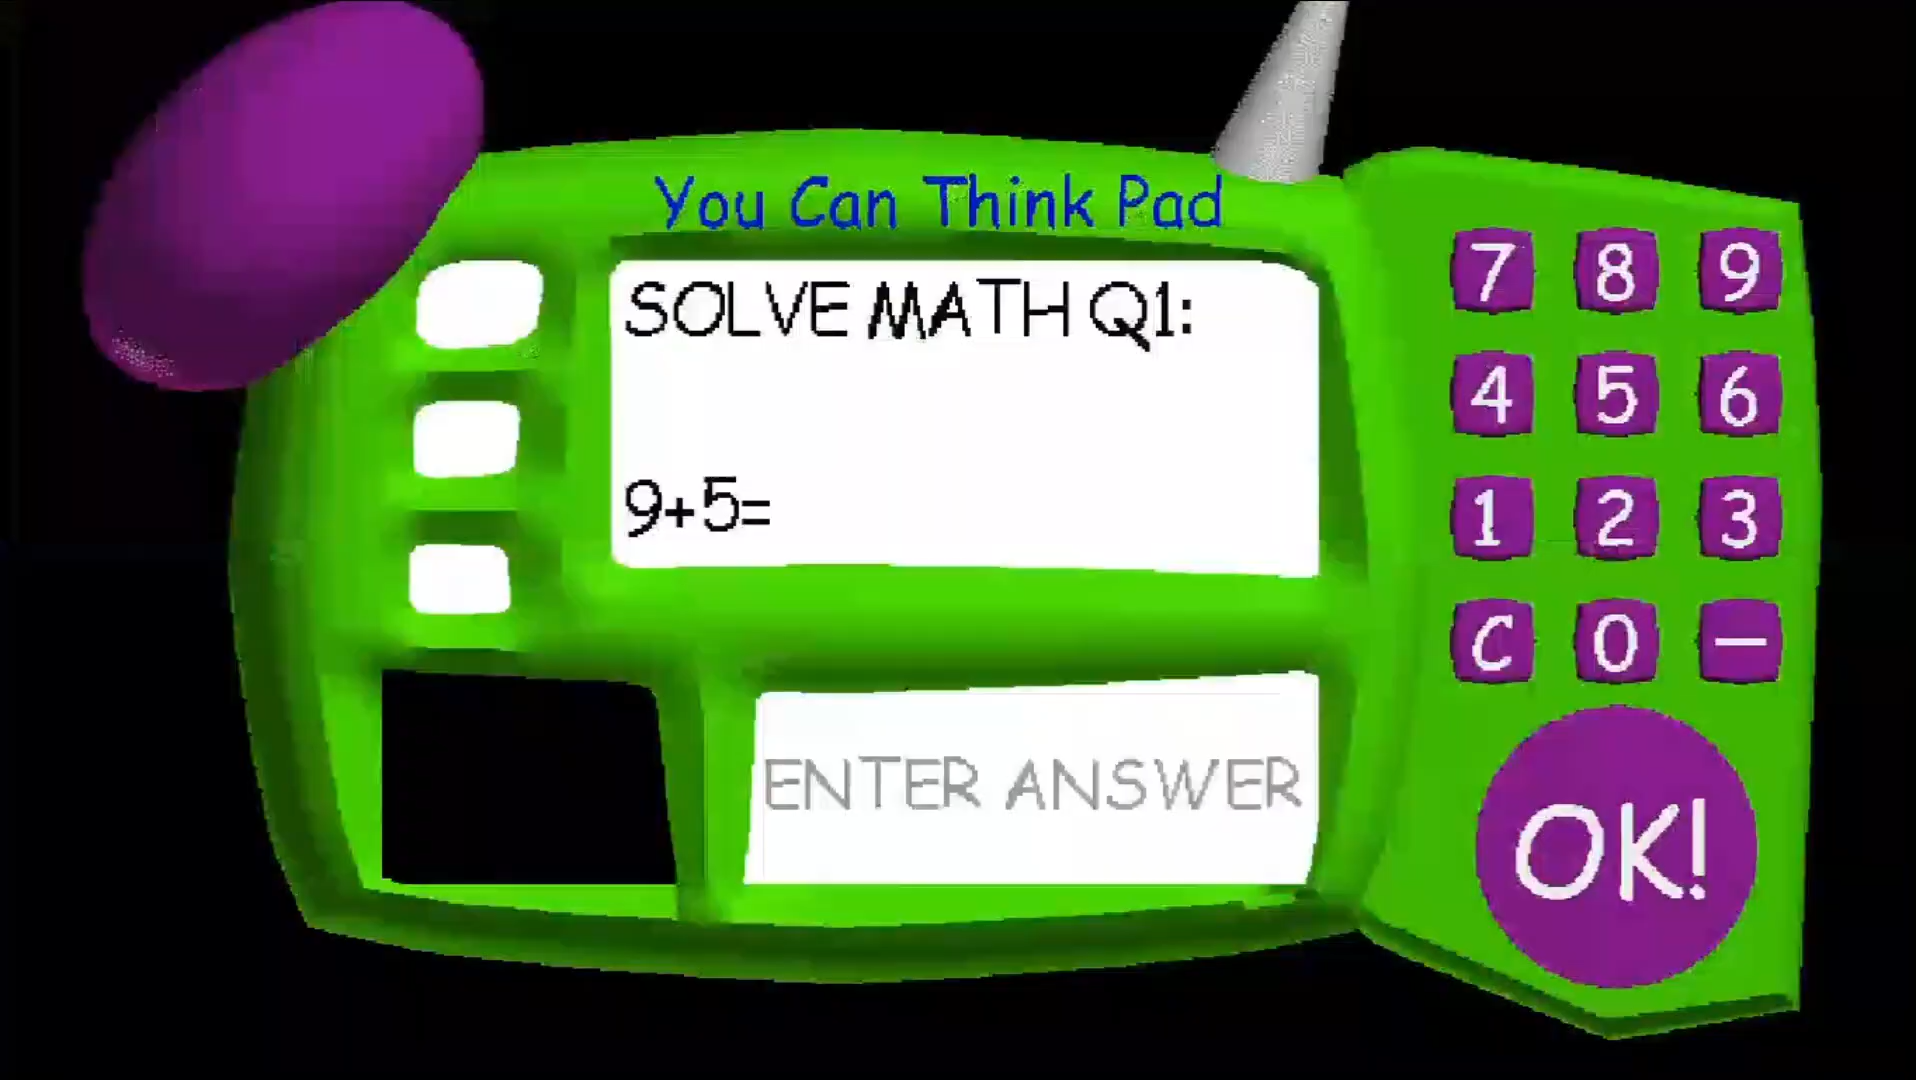 You Can Think Pad
SOLVE MATH Q1:
9+5=
ENTER ANSWER
7 8 9
4 5 6
1 2 3
C 0 –
OK!